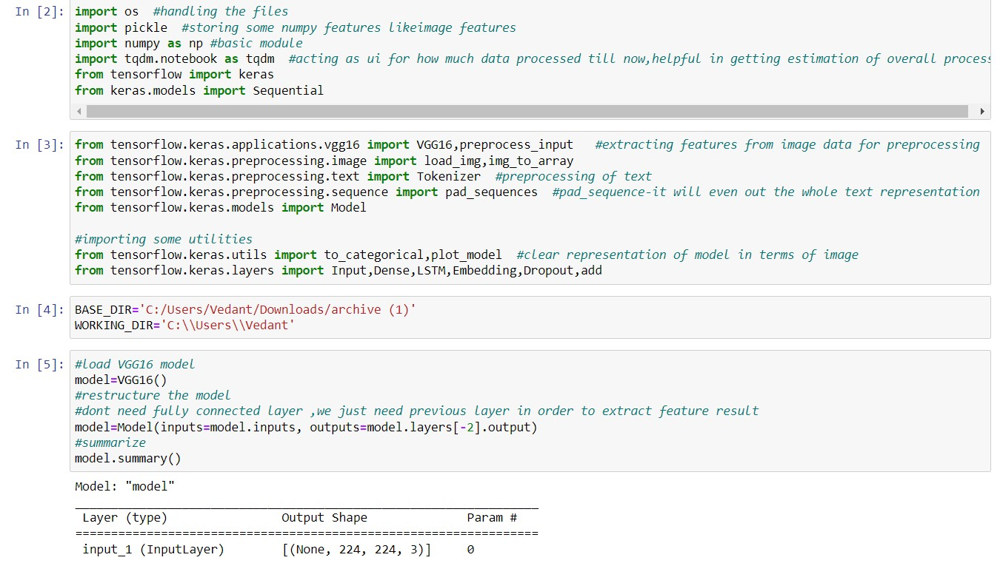 In [2]: import os  #handling the files
import pickle  #storing some numpy features likeimage features
import numpy as np #basic module
import tqdm.notebook as tqdm  #acting as ui for how much data processed till now,helpful in getting estimation of overall process
from tensorflow import keras
from keras.models import Sequential
In [3]: from tensorflow.keras.applications.vgg16 import VGG16,preprocess_input   #extracting features from image data for preprocessing
from tensorflow.keras.preprocessing.image import load_img,img_to_array
from tensorflow.keras.preprocessing.text import Tokenizer  #preprocessing of text
from tensorflow.keras.preprocessing.sequence import pad_sequences  #pad_sequence-it will even out the whole text representation
from tensorflow.keras.models import Model
#importing some utilities
from tensorflow.keras.utils import to_categorical,plot_model  #clear representation of model in terms of image
from tensorflow.keras.layers import Input,Dense,LSTM,Embedding,Dropout,add
In [4]: BASE_DIR='C:/Users/Vedant/Downloads/archive (1)'
WORKING_DIR='C:\\Users\\Vedant'
In [5]: #load VGG16 model
model=VGG16()
#restructure the model
#dont need fully connected layer ,we just need previous layer in order to extract feature result
model=Model(inputs=model.inputs, outputs=model.layers[-2].output)
#summarize
model.summary()
Model: "model"
_________________________________________________________________
Layer (type)                Output Shape              Param #
=================================================================
input_1 (InputLayer)        [(None, 224, 224, 3)]     0